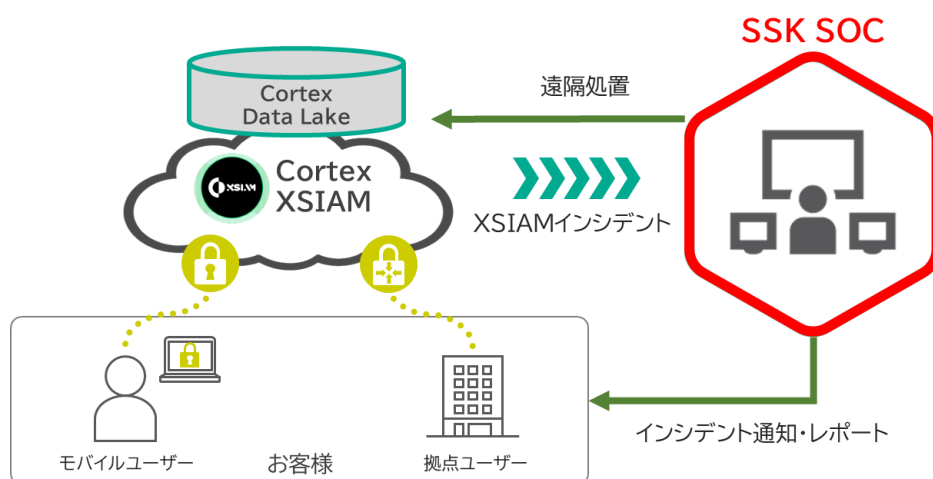 SSK SOC
Cortex
Data Lake
遠隔処置
XSIAM
Cortex
XSIAM
XSIAMインシデント
インシデント通知・レポート
モバイルユーザー
お客様
拠点ユーザー